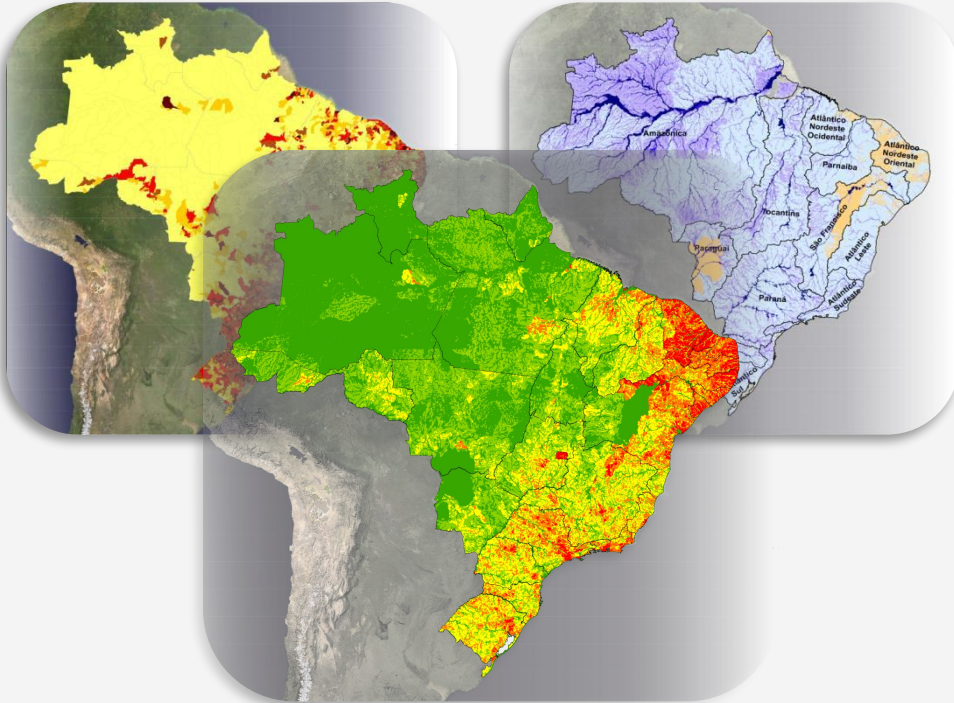 Amazônica
Atlântico
Nordeste
Ocidental
Atlântico
Nordeste
Oriental
Parnaíba
Tocantins
São Francisco
Atlântico
Leste
Paraguai
Paraná
Atlântico
Sudeste
Sul